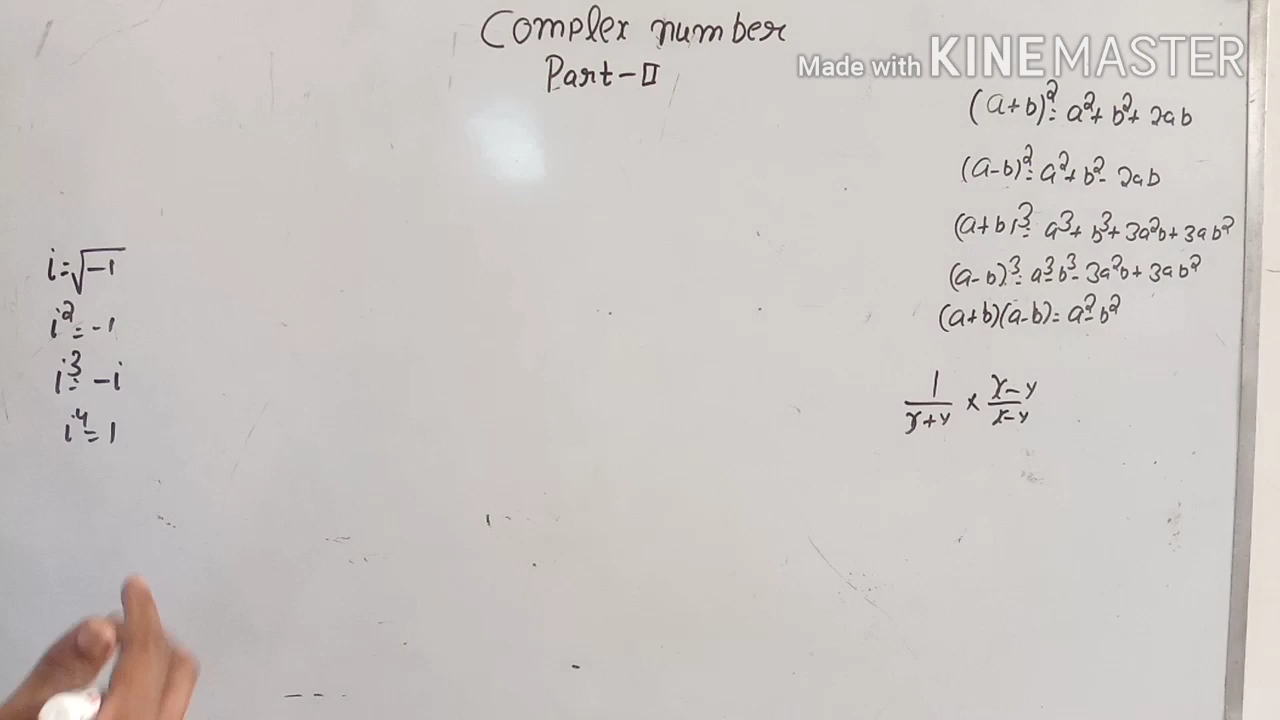 Complex number
Part-II
Made with KINEMASTER
(a+b)²= a²+ b²+ 2ab
(a-b)²= a²+ b²- 2ab
(a+b)³= a³+ b³+ 3a²b+ 3ab²
(a-b)³= a³- b³- 3a²b+ 3ab²
(a+b)(a-b)= a²- b²
1/(x+y) × (x-y)/(x-y)
i=√-1
i²=-1
i³= -i
i⁴= 1